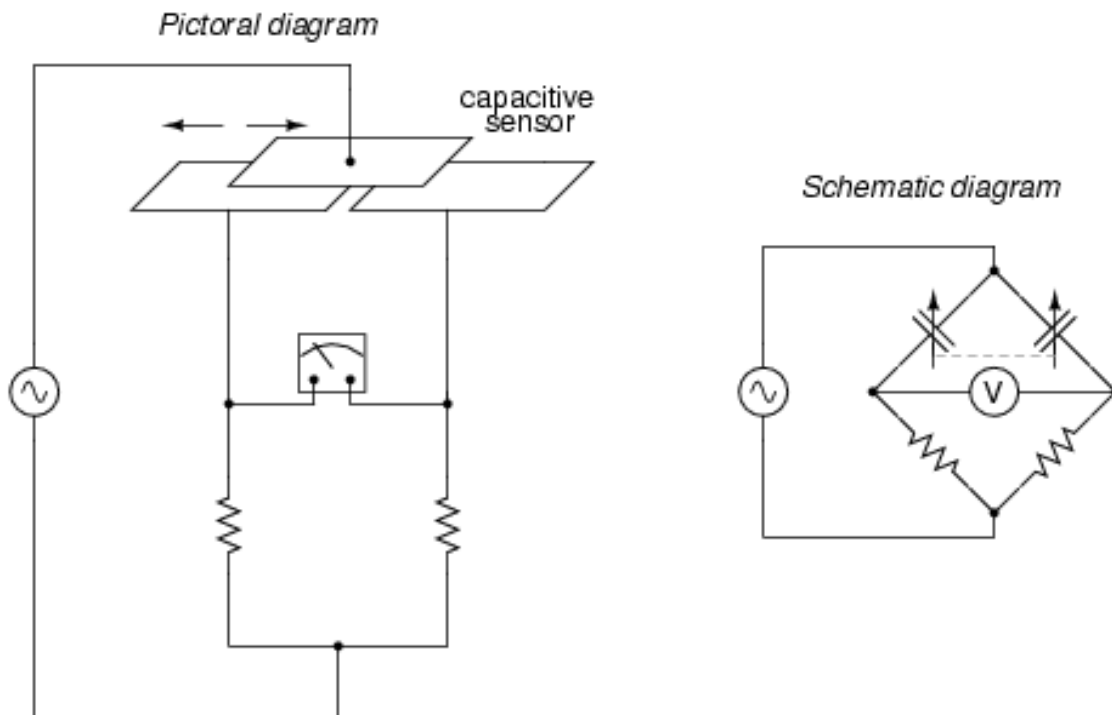 Pictoral diagram
capacitive
sensor
Schematic diagram
V